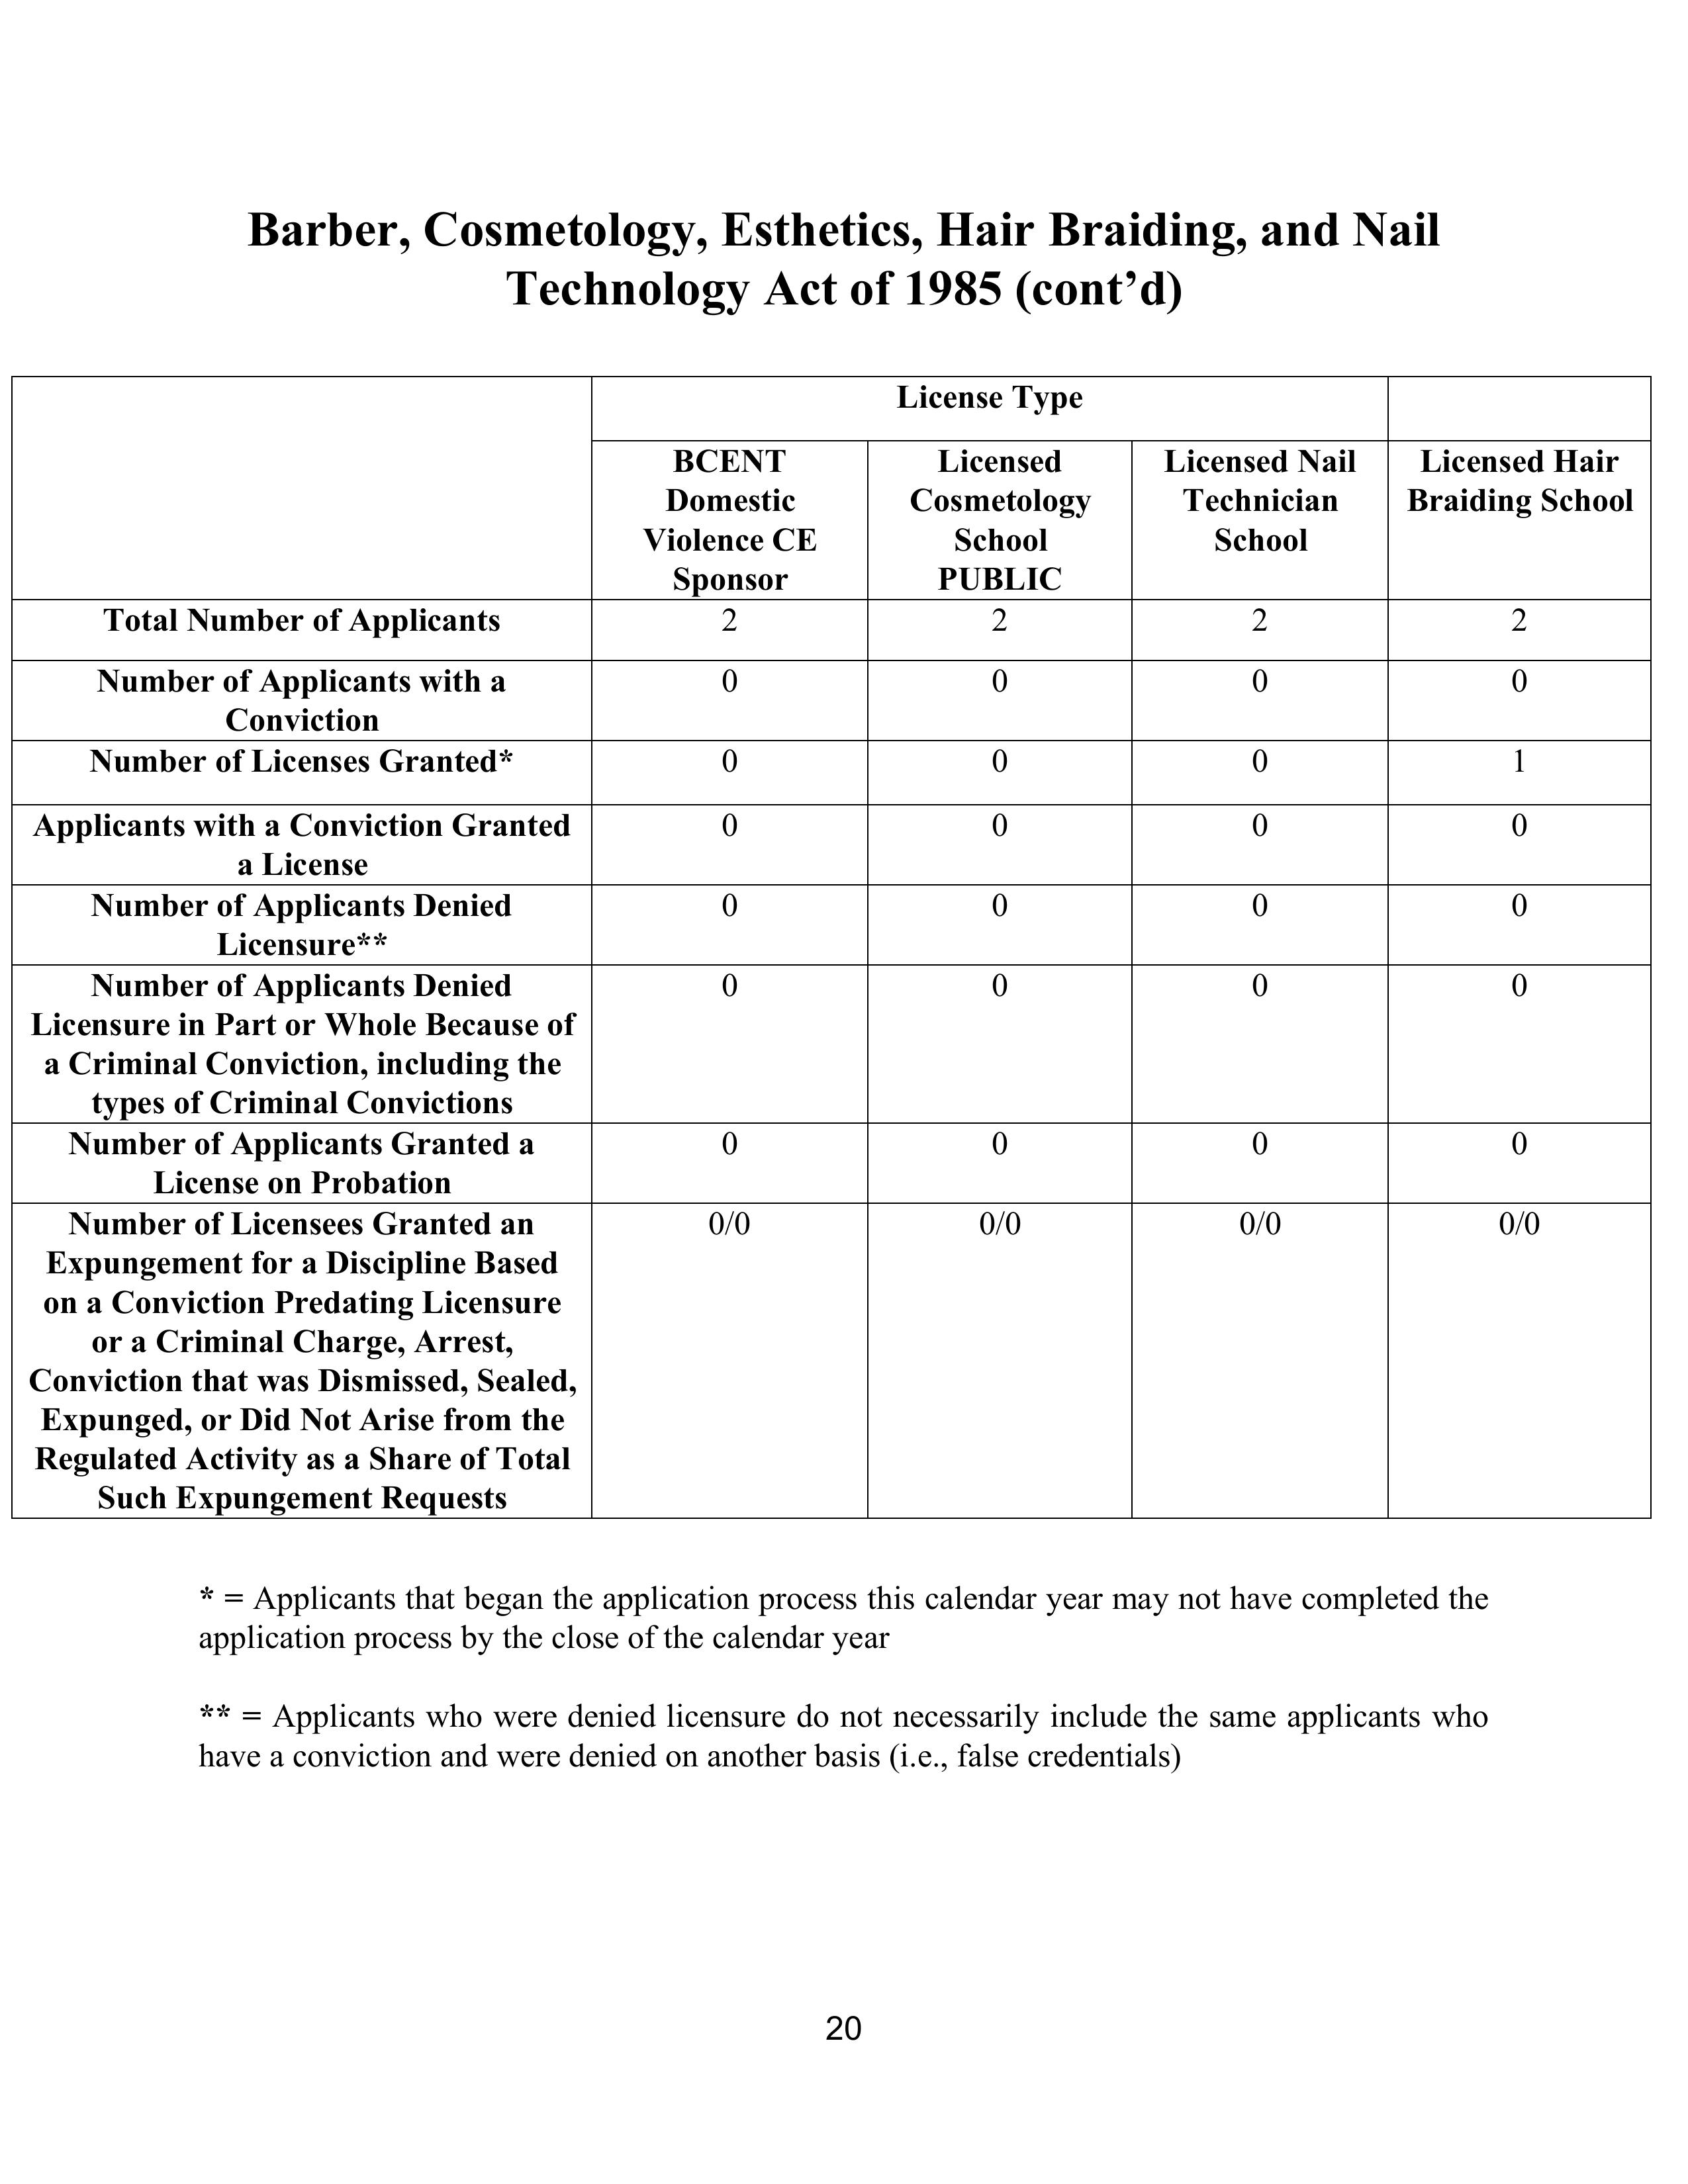 Barber, Cosmetology, Esthetics, Hair Braiding, and Nail
Technology Act of 1985 (cont’d)
License Type
BCENT
Domestic
Violence CE
Sponsor
Licensed
Cosmetology
School
PUBLIC
Licensed Nail
Technician
School
Licensed Hair
Braiding School
Total Number of Applicants
2
2
2
2
Number of Applicants with a
Conviction
0
0
0
0
Number of Licenses Granted*
0
0
0
1
Applicants with a Conviction Granted
a License
0
0
0
0
Number of Applicants Denied
Licensure**
0
0
0
0
Number of Applicants Denied
Licensure in Part or Whole Because of
a Criminal Conviction, including the
types of Criminal Convictions
0
0
0
0
Number of Applicants Granted a
License on Probation
0
0
0
0
Number of Licensees Granted an
Expungement for a Discipline Based
on a Conviction Predating Licensure
or a Criminal Charge, Arrest,
Conviction that was Dismissed, Sealed,
Expunged, or Did Not Arise from the
Regulated Activity as a Share of Total
Such Expungement Requests
0/0
0/0
0/0
0/0
* = Applicants that began the application process this calendar year may not have completed the
application process by the close of the calendar year
** = Applicants who were denied licensure do not necessarily include the same applicants who
have a conviction and were denied on another basis (i.e., false credentials)
20